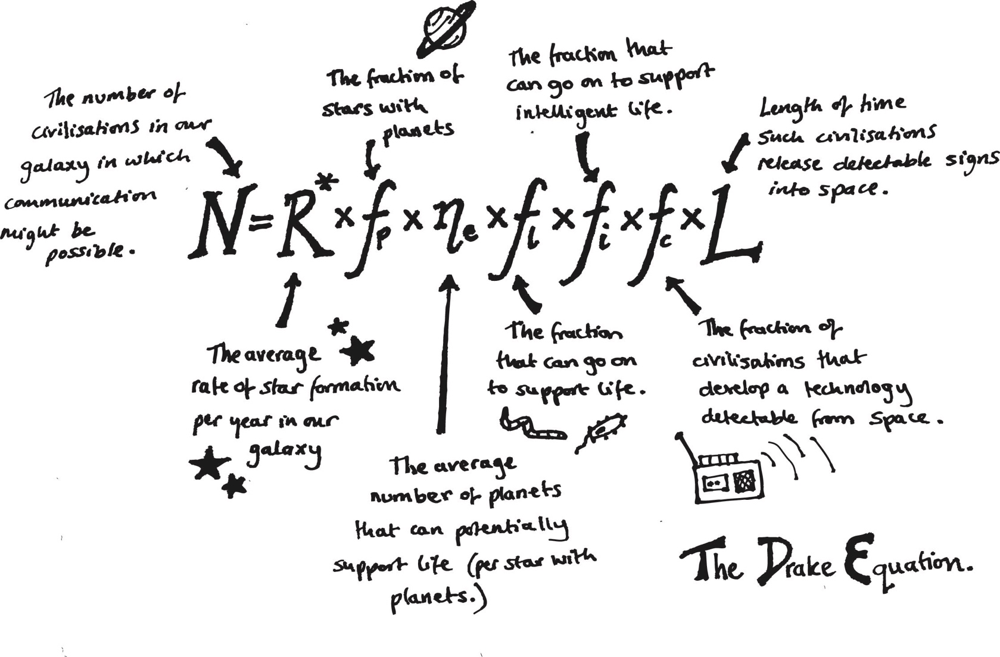 The number of
civilisations in our
galaxy in which
communication
might be
possible.
The fraction of
stars with
planets
The fraction that
can go on to support
intelligent life.
Length of time
such civilisations
release detectable signs
into space.
N = R* × fp × ηe × fl × fi × fc × L
The average
rate of star formation
per year in our
galaxy
The average
number of planets
that can potentially
support life (per star with
planets.)
The fraction
that can go on
to support life.
The fraction of
civilisations that
develop a technology
detectable from space.
The Drake Equation.